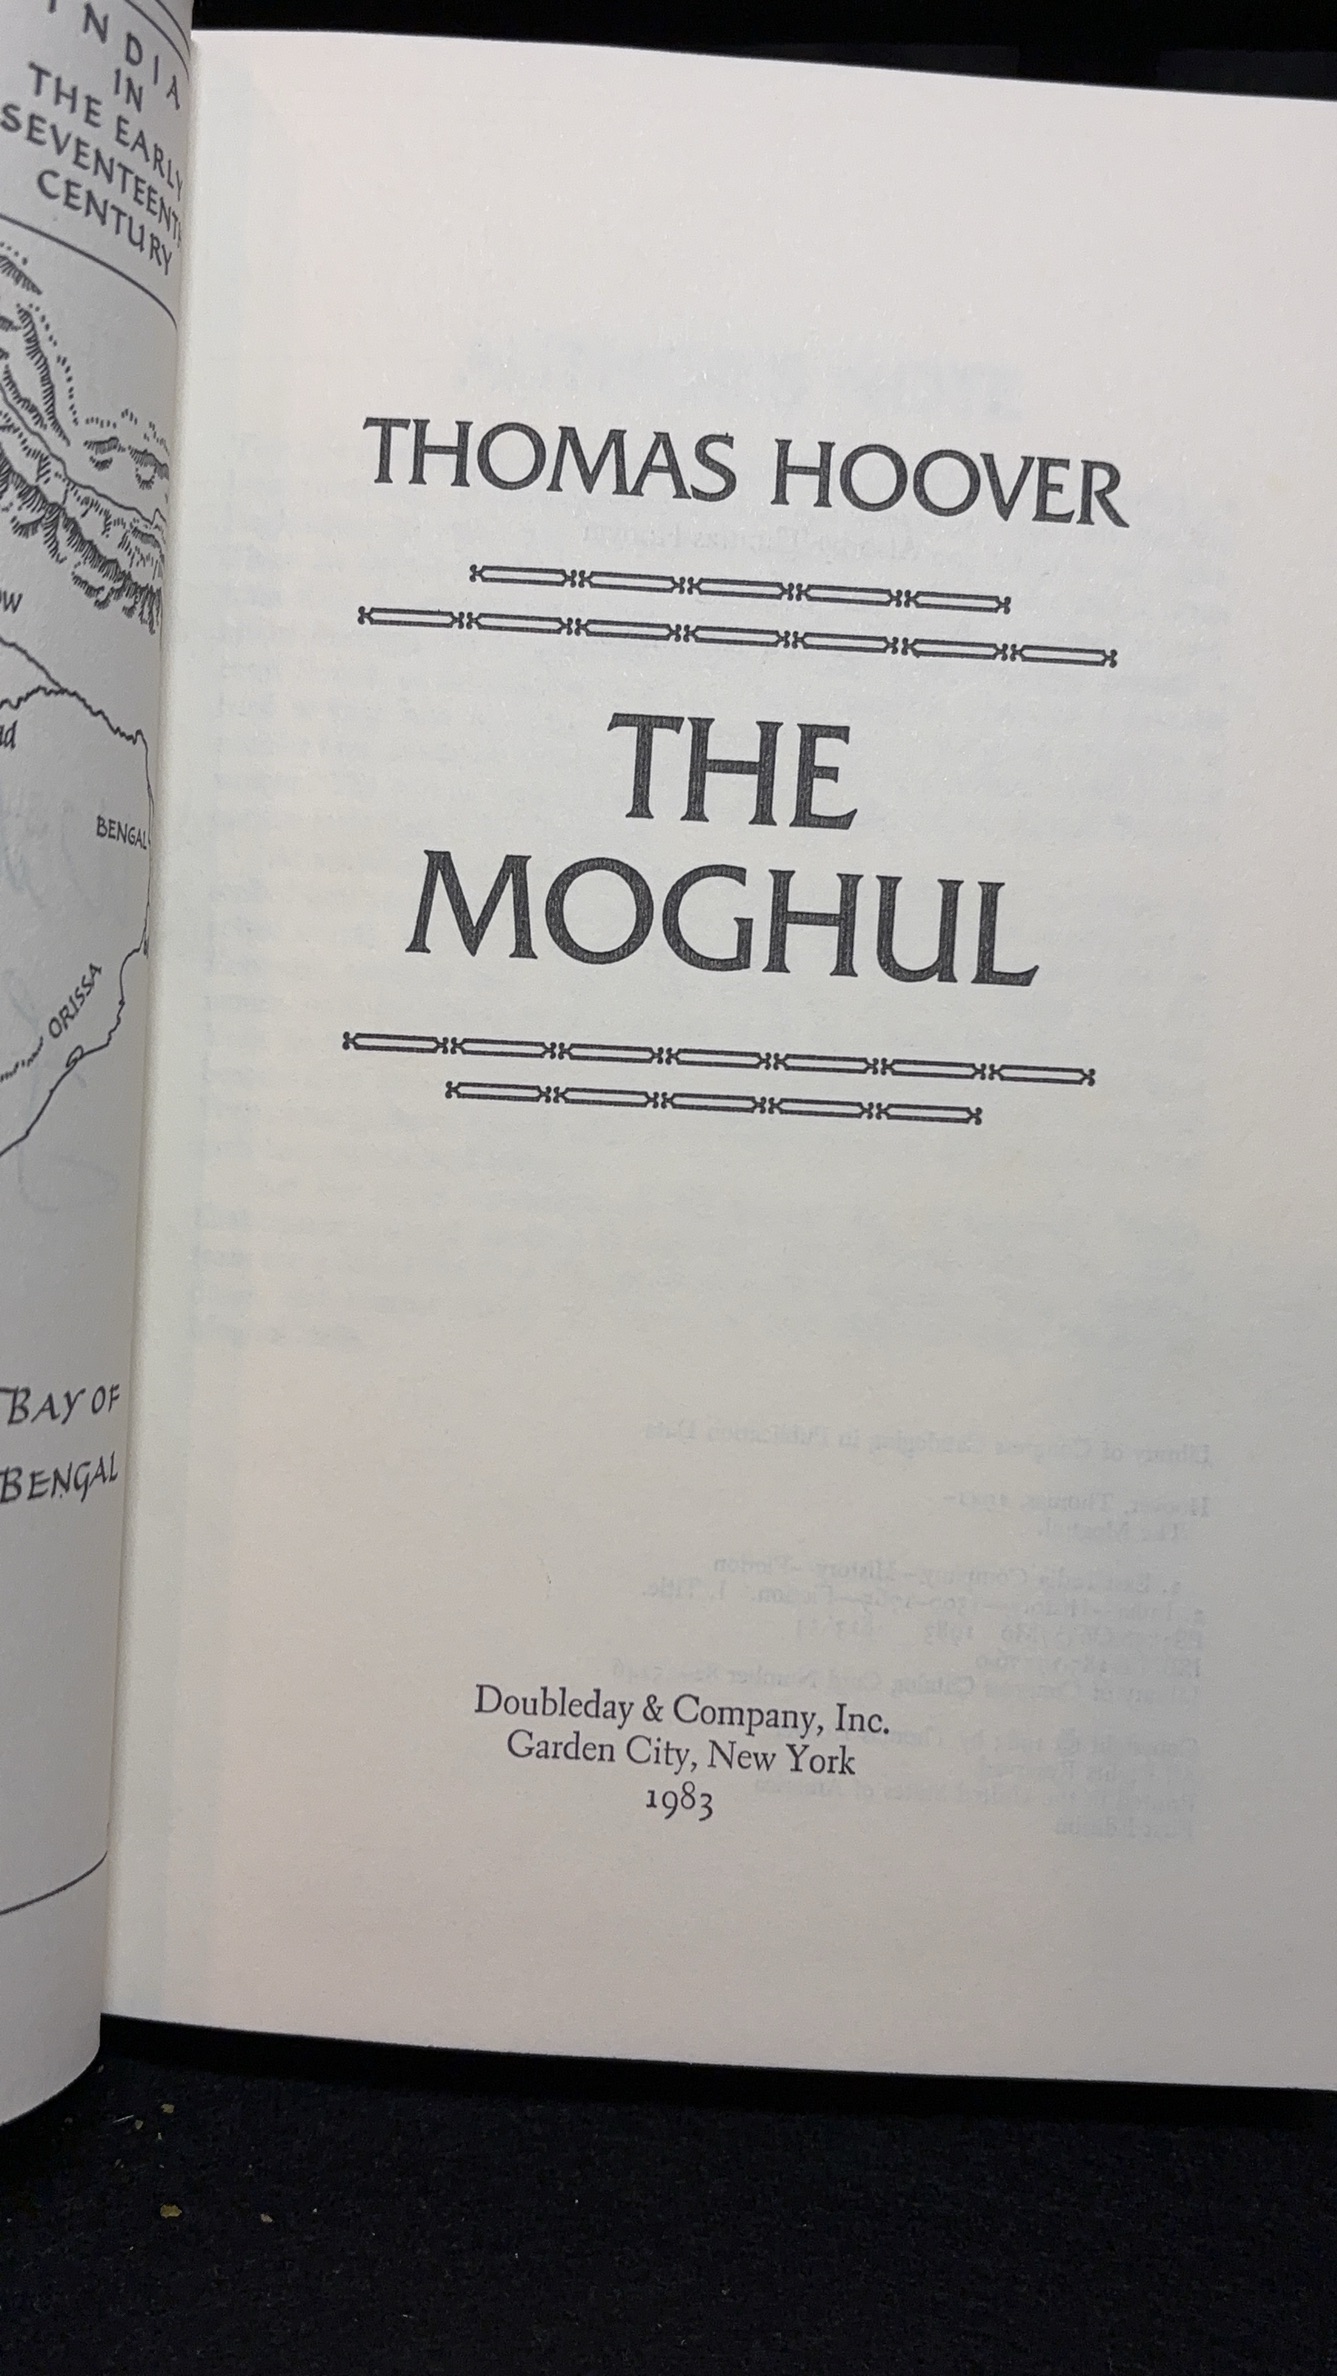 INDIA
IN
THE EARLY
SEVENTEENTH
CENTURY
BENGAL
ORISSA
BAY OF
BENGAL
THOMAS HOOVER
THE
MOGHUL
Doubleday & Company, Inc.
Garden City, New York
1983